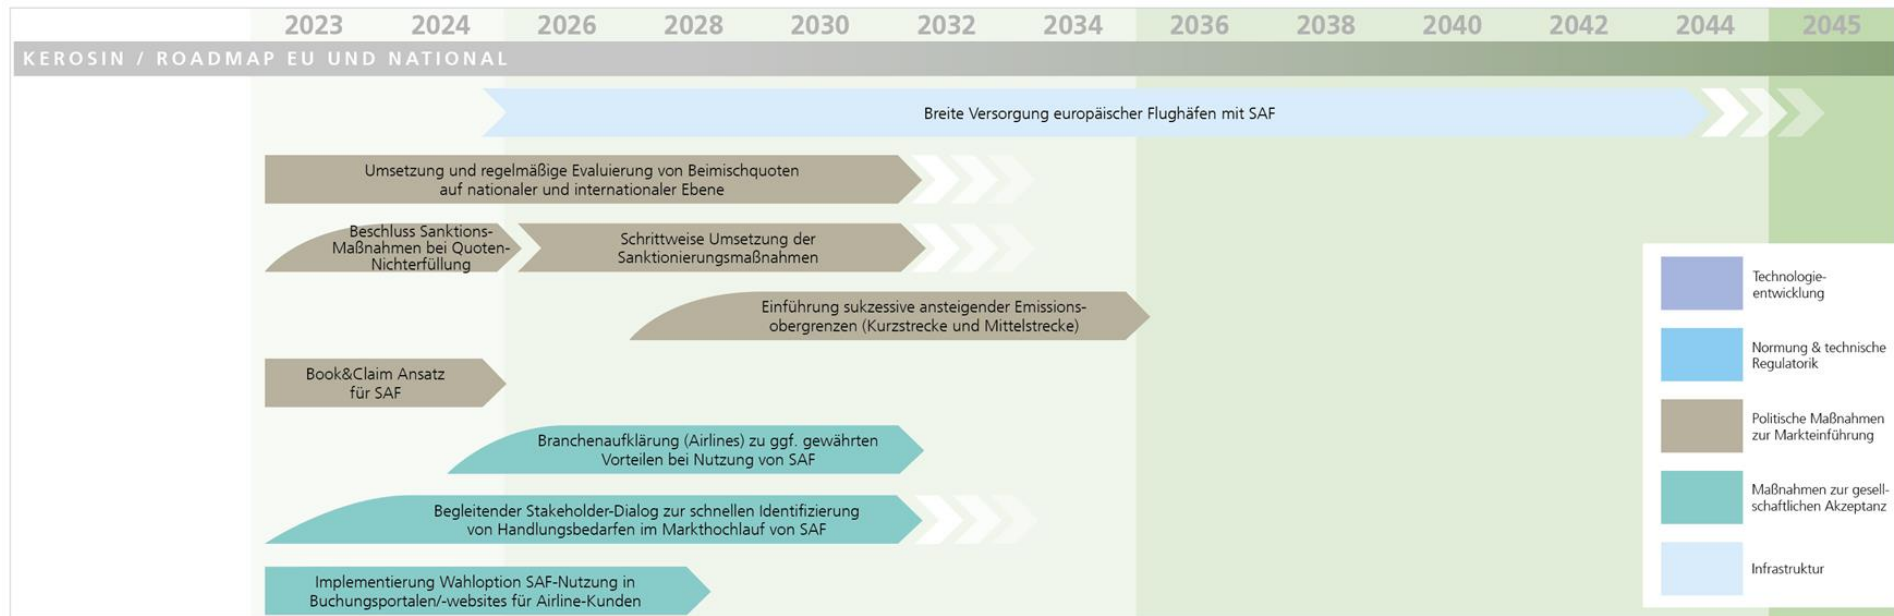 2023 2024 2026 2028 2030 2032 2034 2036 2038 2040 2042 2044 2045
KEROSIN / ROADMAP EU UND NATIONAL
Breite Versorgung europäischer Flughäfen mit SAF
Umsetzung und regelmäßige Evaluierung von Beimischquoten
auf nationaler und internationaler Ebene
Beschluss Sanktions-
Maßnahmen bei Quoten-
Nichterfüllung
Schrittweise Umsetzung der
Sanktionierungsmaßnahmen
Einführung sukzessive ansteigender Emissions-
obergrenzen (Kurzstrecke und Mittelstrecke)
Book&Claim Ansatz
für SAF
Branchenaufklärung (Airlines) zu ggf. gewährten
Vorteilen bei Nutzung von SAF
Begleitender Stakeholder-Dialog zur schnellen Identifizierung
von Handlungsbedarfen im Markthochlauf von SAF
Implementierung Wahloption SAF-Nutzung in
Buchungsportalen/-websites für Airline-Kunden
Technologie-
entwicklung
Normung & technische
Regulatorik
Politische Maßnahmen
zur Markteinführung
Maßnahmen zur gesell-
schaftlichen Akzeptanz
Infrastruktur